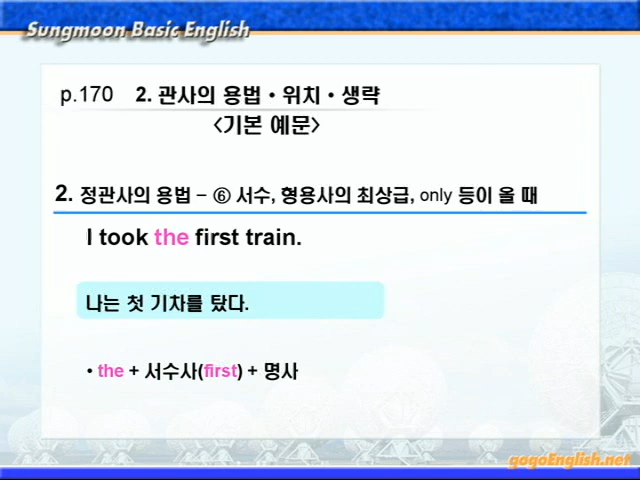 Sungmoon Basic English
p.170 2. 관사의 용법 • 위치 • 생략
<기본 예문>
2. 정관사의 용법 – ⑥ 서수, 형용사의 최상급, only 등이 올 때
I took the first train.
나는 첫 기차를 탔다.
• the + 서수사(first) + 명사
gogoEnglish.net